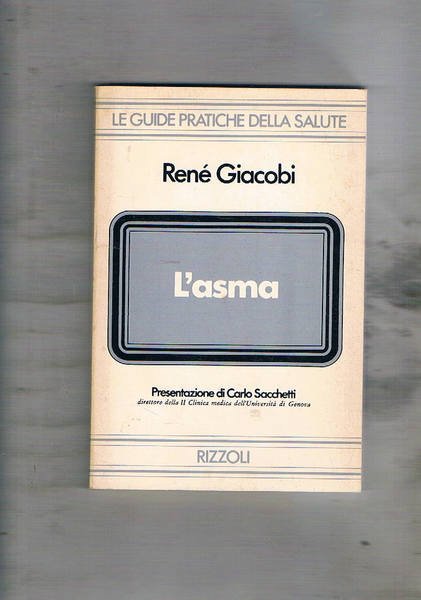 LE GUIDE PRATICHE DELLA SALUTE
René Giacobi
L'asma
Presentazione di Carlo Sacchetti
direttore della II Clinica medica dell'Università di Genova
RIZZOLI